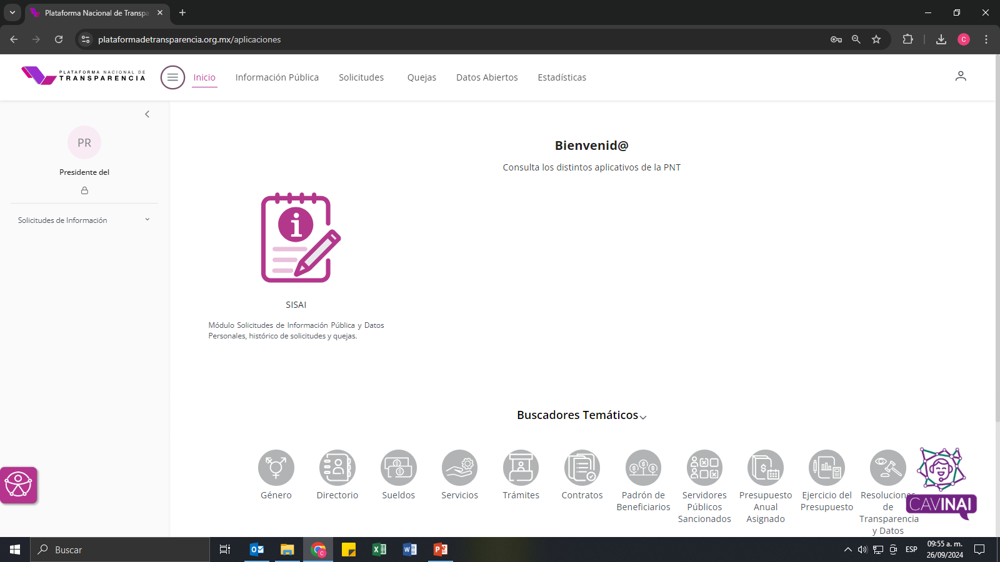 Plataforma Nacional de Transpa
plataformadetransparencia.org.mx/aplicaciones
C
PLATAFORMA NACIONAL DE
TRANSPARENCIA
Inicio
Información Pública
Solicitudes
Quejas
Datos Abiertos
Estadísticas
PR
Presidente del
Solicitudes de Información
Bienvenid@
Consulta los distintos aplicativos de la PNT
SISAI
Módulo Solicitudes de Información Pública y Datos
Personales, histórico de solicitudes y quejas.
Buscadores Temáticos
Género
Directorio
Sueldos
Servicios
Trámites
Contratos
Padrón de
Beneficiarios
Servidores
Públicos
Sancionados
Presupuesto
Anual
Asignado
Ejercicio del
Presupuesto
Resoluciones
de
Transparencia
y Datos
CAVINAI
Buscar
ESP
09:55 a. m.
26/09/2024